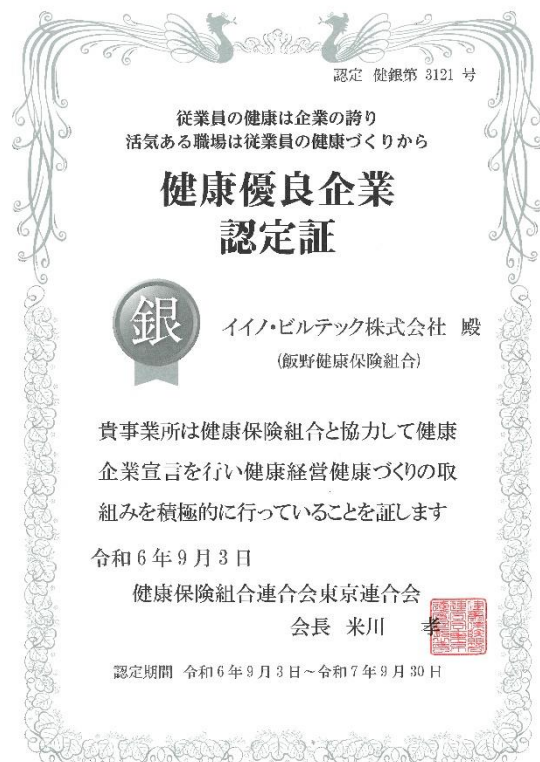 認定 健銀第 3121 号
従業員の健康は企業の誇り
活気ある職場は従業員の健康づくりから
健康優良企業
認定証
銀
イイノ・ビルテック株式会社 殿
(飯野健康保険組合)
貴事業所は健康保険組合と協力して健康
企業宣言を行い健康経営健康づくりの取
組みを積極的に行っていることを証します
令和6年9月3日
健康保険組合連合会東京連合会
会長 米川 孝
認定期間 令和6年9月3日～令和7年9月30日